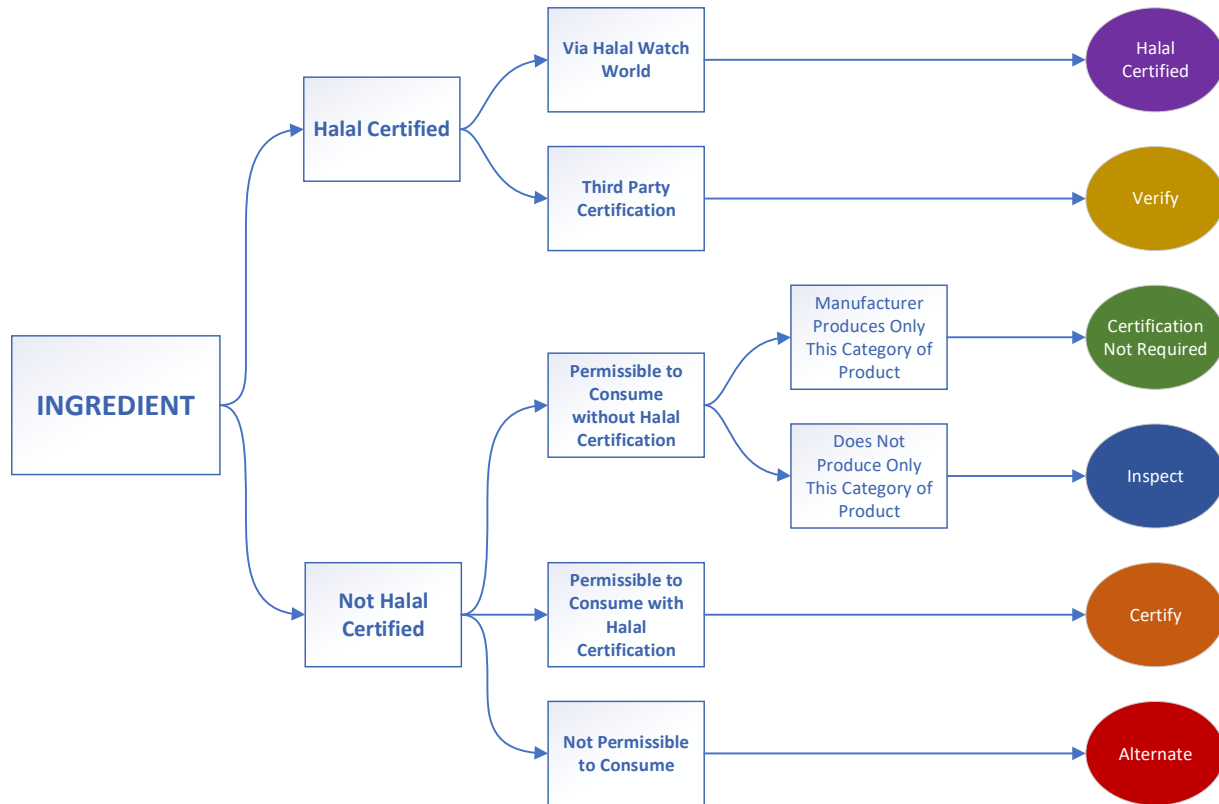 Via Halal Watch
World
Halal
Certified
Halal Certified
Third Party
Certification
Verify
INGREDIENT
Manufacturer
Produces Only
This Category of
Product
Certification
Not Required
Permissible to
Consume
without Halal
Certification
Does Not
Produce Only
This Category of
Product
Inspect
Not Halal
Certified
Permissible to
Consume with
Halal
Certification
Certify
Not Permissible
to Consume
Alternate